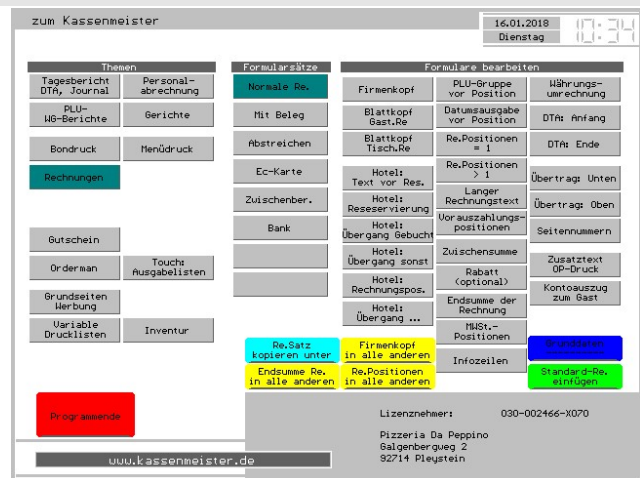 zum Kassenmeister
16.01.2018
Dienstag
10:34
Themen
Tagesbericht
DTA, Journal
Personal-
abrechnung
PLU-
WG-Berichte
Gerichte
Bondruck
Menüdruck
Rechnungen
Gutschein
Orderman
Touch:
Ausgabelisten
Grundseiten
Werbung
Variable
Drucklisten
Inventur
Programmende
Formularsätze
Normale Re.
Mit Beleg
Abstreichen
Ec-Karte
Zwischenber.
Bank
Formulare bearbeiten
Firmenkopf
Blattkopf
Gast.Re
Blattkopf
Tisch.Re
Hotel:
Text vor Res.
Hotel:
Reseservierung
Hotel:
Übergang Gebucht
Hotel:
Übergang sonst
Hotel:
Rechnungspos.
Hotel:
Übergang ...
PLU-Gruppe
vor Position
Datumsausgabe
vor Position
Re.Positionen
= 1
Re.Positionen
> 1
Langer
Rechnungstext
Vorauszahlungs-
positionen
Zwischensumme
Rabatt
(optional)
Endsumme der
Rechnung
MWSt.-
Positionen
Infozeilen
Währungs-
umrechnung
DTA: Anfang
DTA: Ende
Übertrag: Unten
Übertrag: Oben
Seitennummern
Zusatztext
OP-Druck
Kontoauszug
zum Gast
Re.Satz
kopieren unter
Firmenkopf
in alle anderen
Endsumme Re.
in alle anderen
Re.Positionen
in alle anderen
Grunddaten
Standard-Re.
einfügen
Lizenznehmer: 030-002466-X070
Pizzeria Da Peppino
Galgenbergweg 2
92714 Pleystein
www.kassenmeister.de